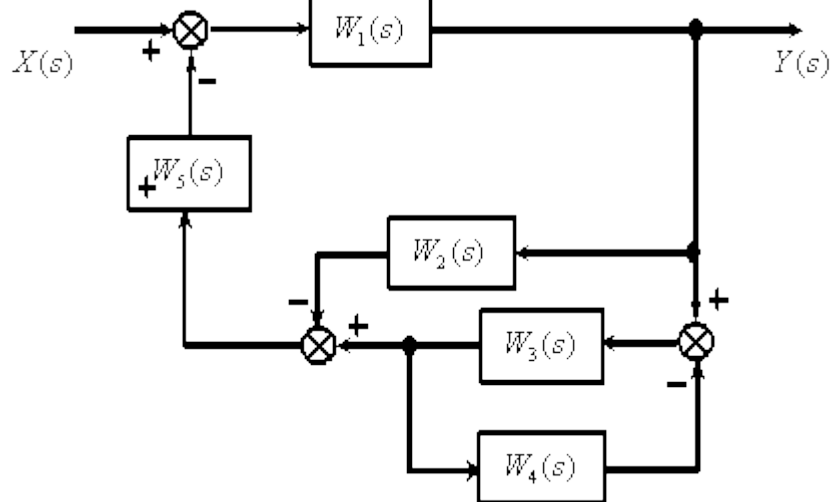 W₁(s)
X(s)
+
−
Y(s)
+
W₅(s)
W₂(s)
−
+
+
W₃(s)
−
W₄(s)